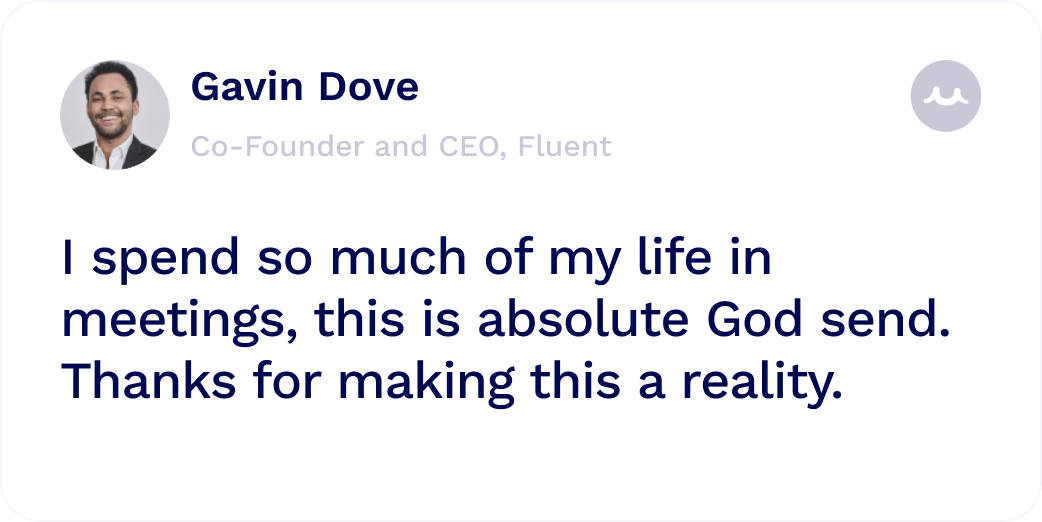 Gavin Dove
Co-Founder and CEO, Fluent
I spend so much of my life in
meetings, this is absolute God send.
Thanks for making this a reality.